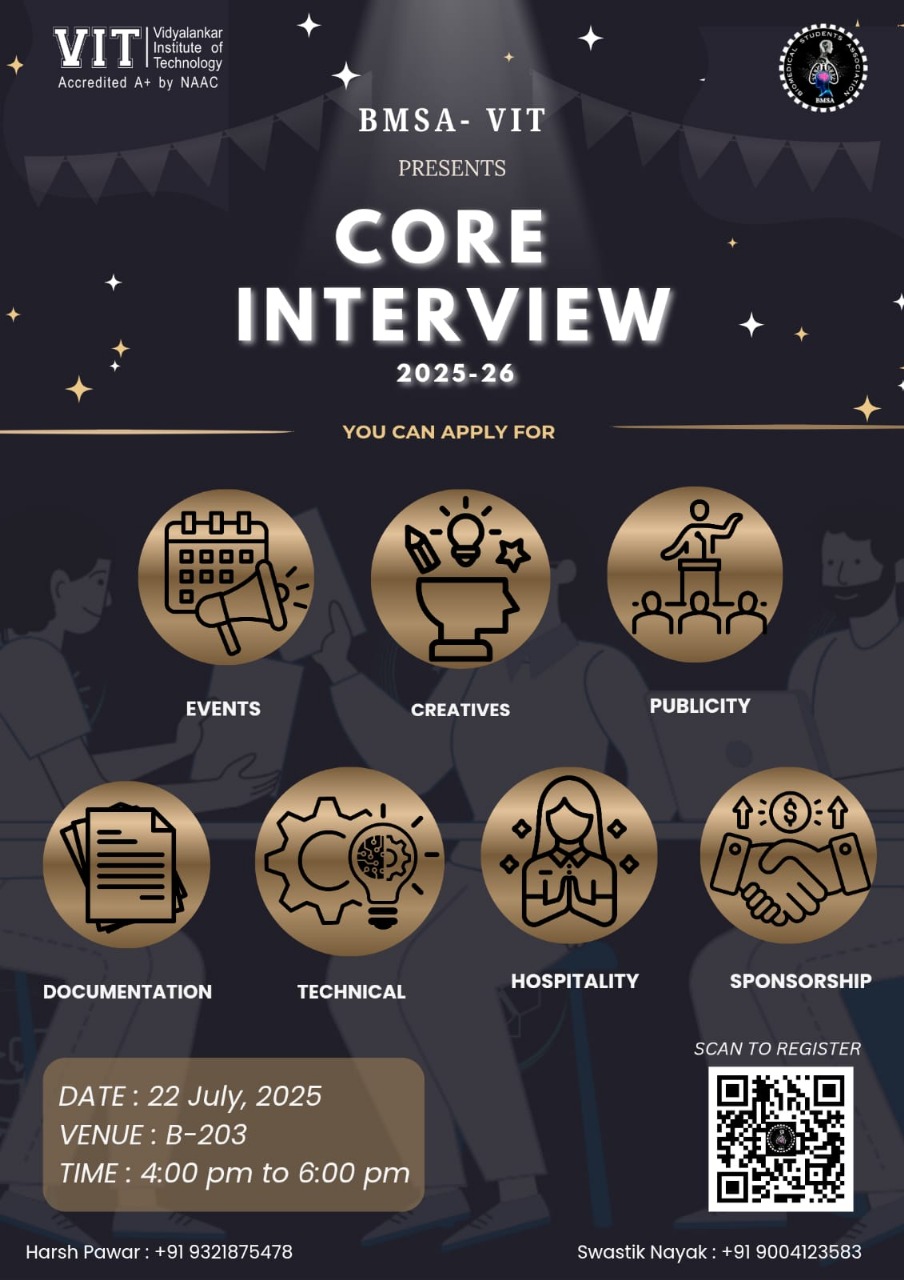 VIT
Vidyalankar
Institute of
Technology
Accredited A+ by NAAC
BIOMEDICAL STUDENTS ASSOCIATION
BMSA
BMSA- VIT
PRESENTS
CORE
INTERVIEW
2025-26
YOU CAN APPLY FOR
EVENTS
CREATIVES
PUBLICITY
$
DOCUMENTATION
TECHNICAL
HOSPITALITY
SPONSORSHIP
SCAN TO REGISTER
DATE : 22 July, 2025
VENUE : B-203
TIME : 4:00 pm to 6:00 pm
Harsh Pawar : +91 9321875478
Swastik Nayak : +91 9004123583